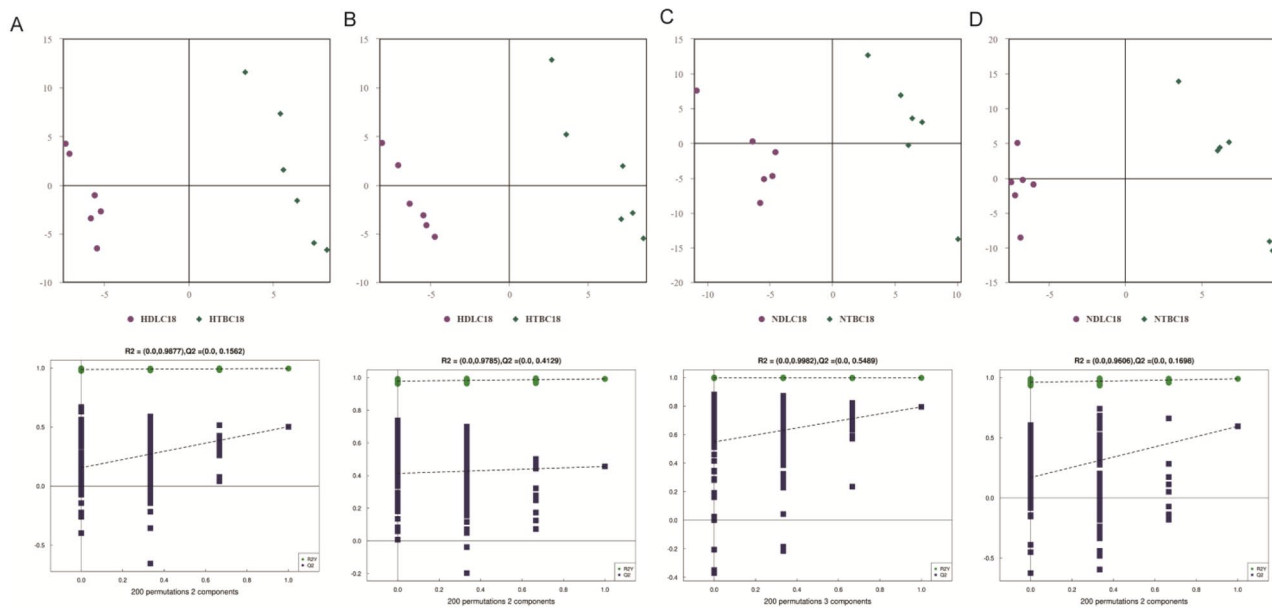 A
B
C
D
15
10
5
0
-5
-10
-5
0
5
HDLC18 HTBC18
15
10
5
0
-5
-10
-5
0
5
HDLC18 HTBC18
15
10
5
0
-5
-10
-15
-20
-10
-5
0
5
10
NDLC18 NTBC18
20
15
10
5
0
-5
-10
-15
-5
0
5
NDLC18 NTBC18
R2 = (0.0,0.9877),Q2 =(0.0, 0.1562)
1.0
0.5
0.0
-0.5
0.0 0.2 0.4 0.6 0.8 1.0
R2Y
Q2
200 permutations 2 components
R2 = (0.0,0.9785),Q2 =(0.0, 0.4129)
1.0
0.8
0.6
0.4
0.2
0.0
-0.2
0.0 0.2 0.4 0.6 0.8 1.0
R2Y
Q2
200 permutations 2 components
R2 = (0.0,0.9982),Q2 =(0.0, 0.5489)
1.0
0.8
0.6
0.4
0.2
0.0
-0.2
-0.4
0.0 0.2 0.4 0.6 0.8 1.0
R2Y
Q2
200 permutations 3 components
R2 = (0.0,0.9606),Q2 =(0.0, 0.1698)
1.0
0.5
0.0
-0.5
0.0 0.2 0.4 0.6 0.8 1.0
R2Y
Q2
200 permutations 2 components